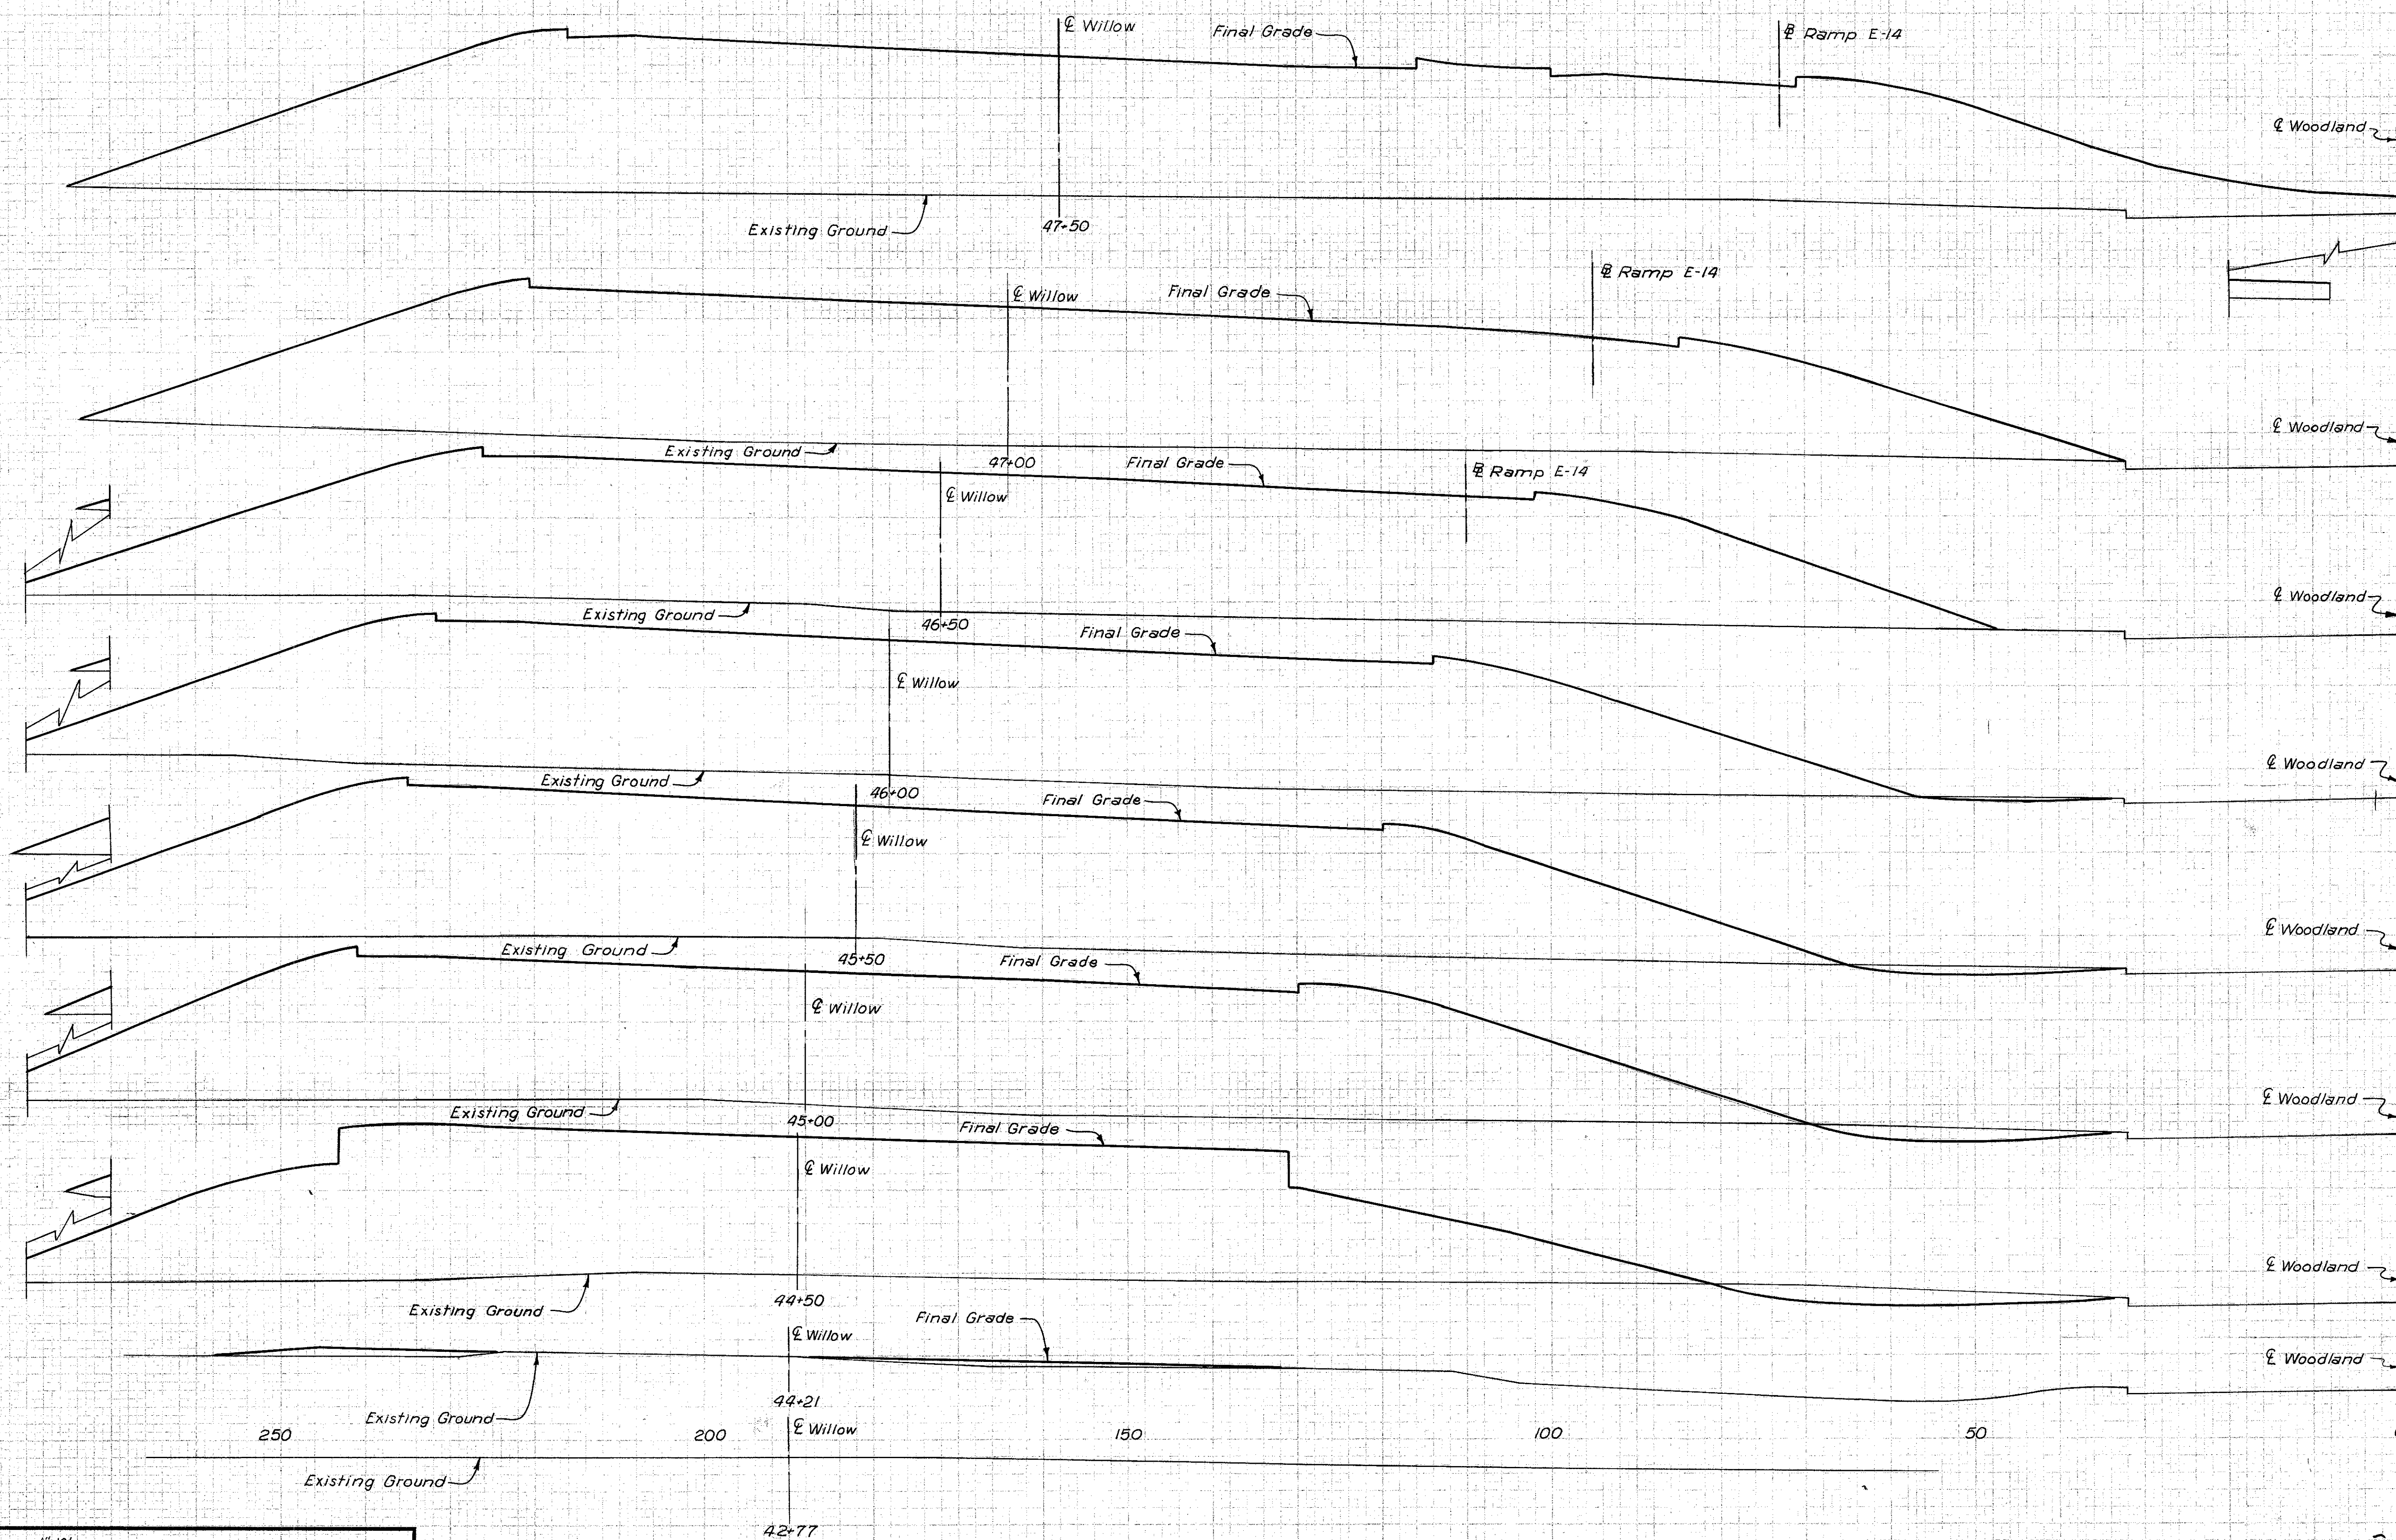 ℄ Willow
Final Grade
Ramp E-14
℄ Woodland
Existing Ground
47+50
Ramp E-14
℄ Willow
Final Grade
℄ Woodland
Existing Ground
47+00
Final Grade
Ramp E-14
℄ Willow
℄ Woodland
Existing Ground
46+50
Final Grade
℄ Willow
℄ Woodland
Existing Ground
46+00
Final Grade
℄ Willow
℄ Woodland
Existing Ground
45+50
Final Grade
℄ Willow
℄ Woodland
Existing Ground
45+00
Final Grade
℄ Willow
℄ Woodland
Existing Ground
44+50
Final Grade
℄ Willow
℄ Woodland
44+21
Existing Ground
℄ Willow
250 200 150 100 50
Existing Ground
42+77